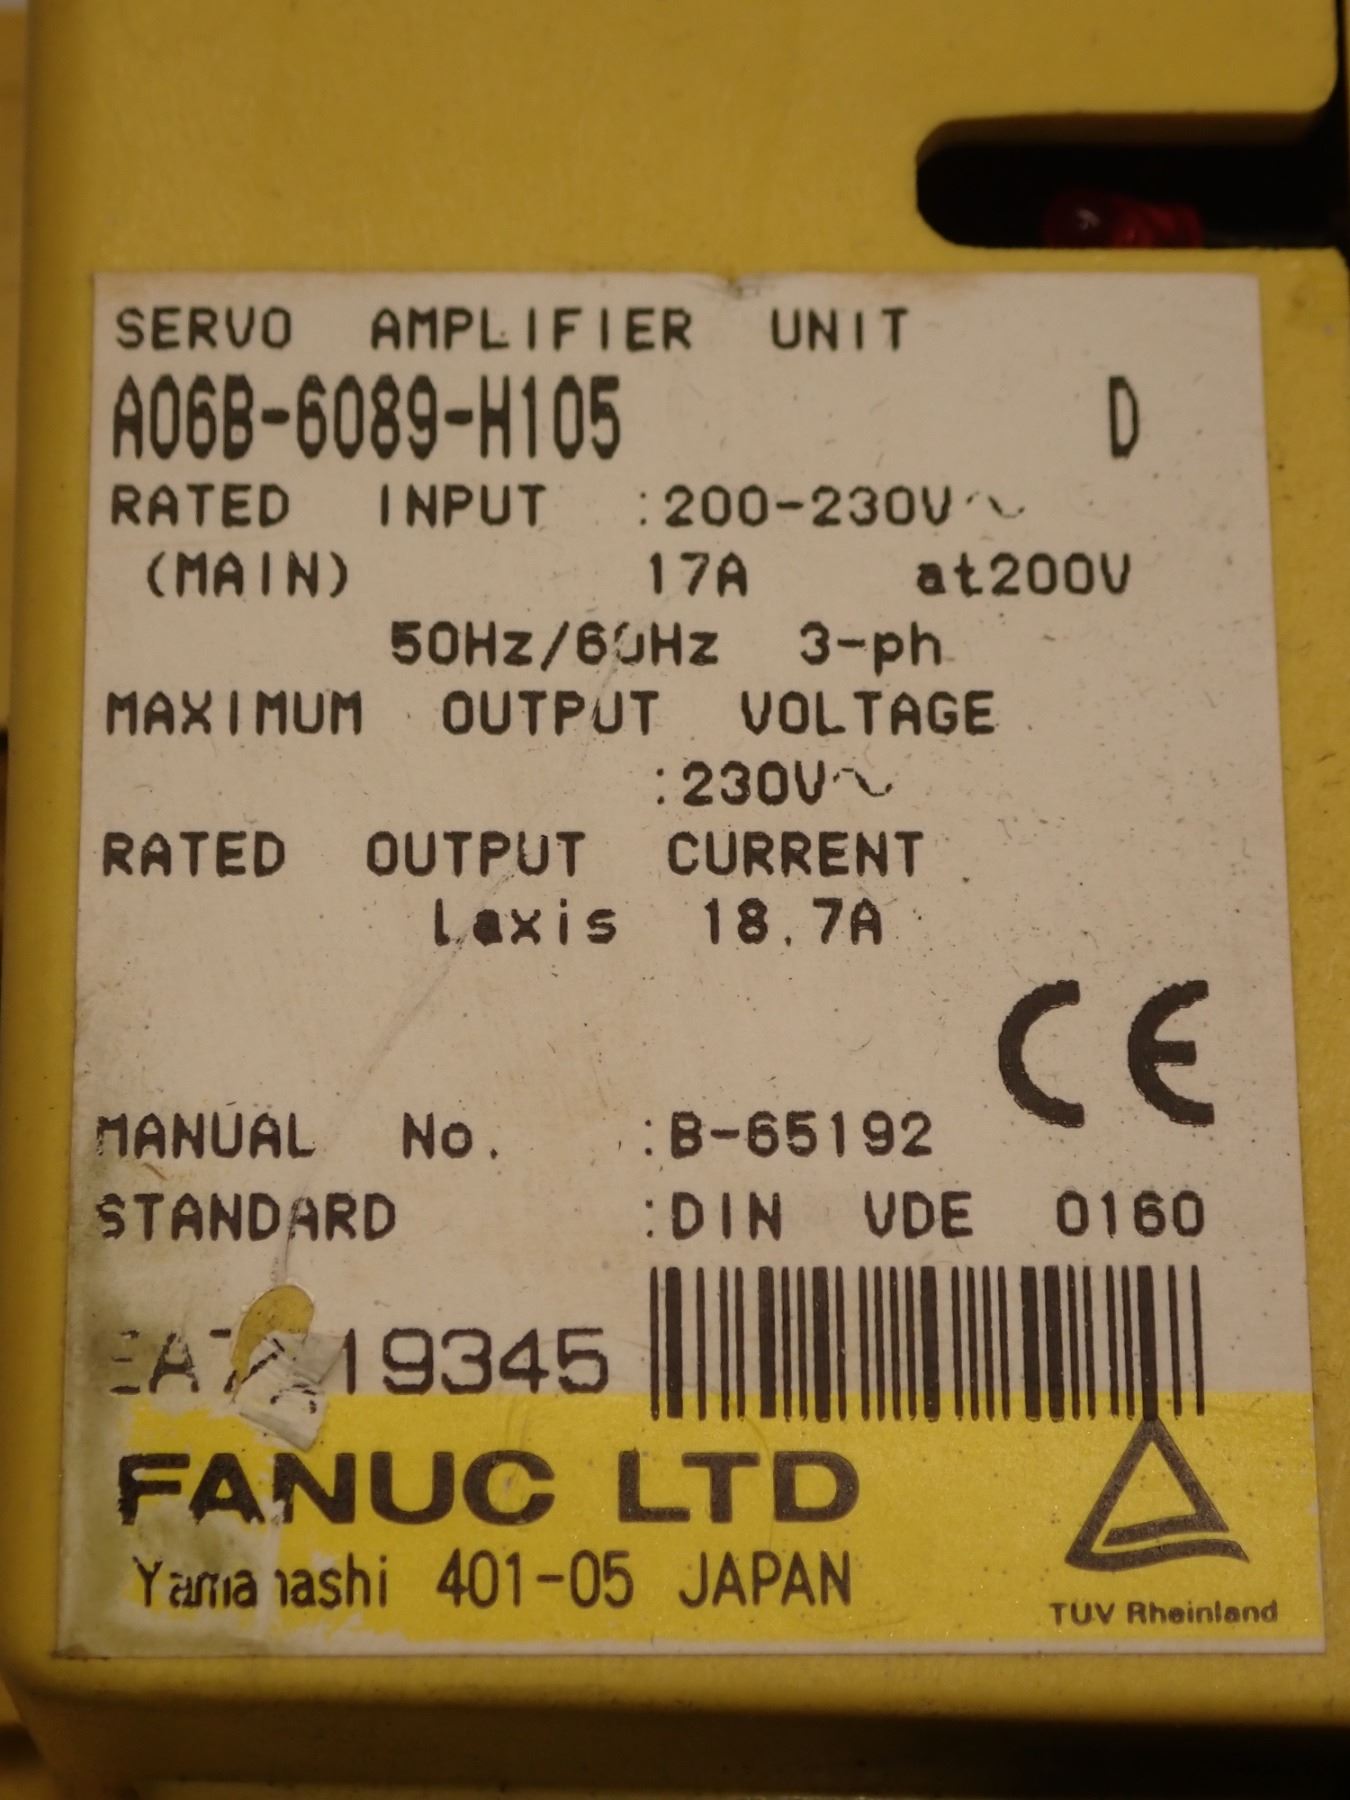 SERVO AMPLIFIER UNIT
A06B-6089-H105 D
RATED INPUT :200-230V~
(MAIN) 17A at200V
50Hz/60Hz 3-ph
MAXIMUM OUTPUT VOLTAGE
:230V~
RATED OUTPUT CURRENT
laxis 18.7A
CE
MANUAL No. :B-65192
STANDARD :DIN VDE 0160
FANUC LTD
Yamanashi 401-05 JAPAN
TUV Rheinland